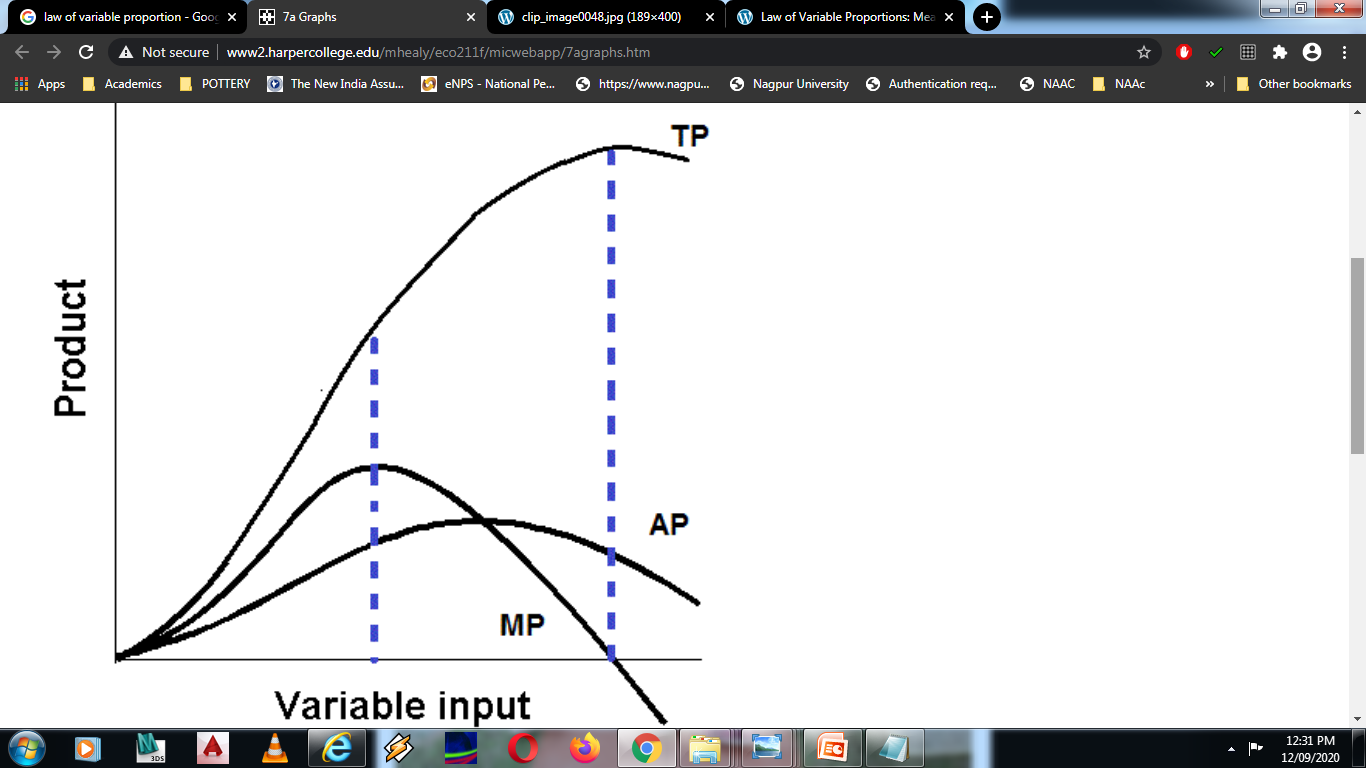 law of variable proportion - Goog
7a Graphs
clip_image0048.jpg (189×400)
Law of Variable Proportions: Mea
Not secure
www2.harpercollege.edu/mhealy/eco211f/micwebapp/7agraphs.htm
Apps
Academics
POTTERY
The New India Assu...
eNPS - National Pe...
https://www.nagpu...
Nagpur University
Authentication req...
NAAC
NAAc
»
Other bookmarks
TP
Product
AP
MP
Variable input
3DS
12:31 PM
12/09/2020